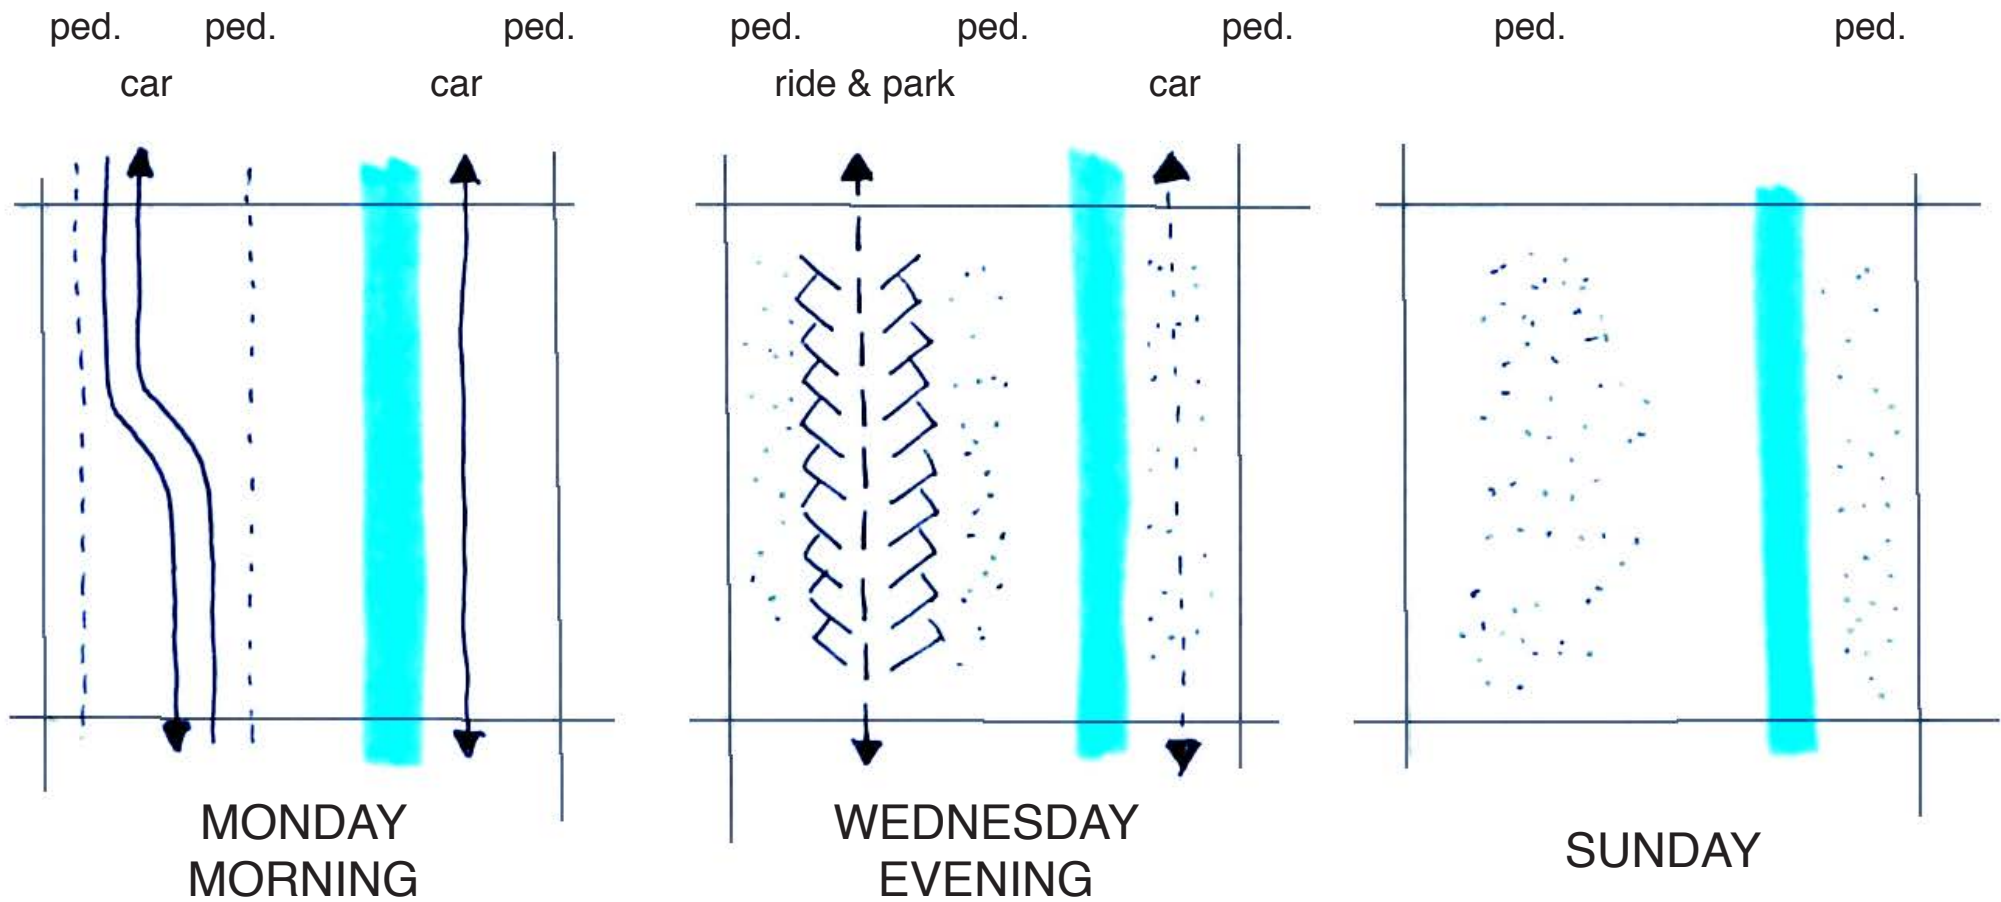 ped. ped. ped. ped. ped. ped. ped. ped.
car car ride & park car
MONDAY
MORNING
WEDNESDAY
EVENING
SUNDAY